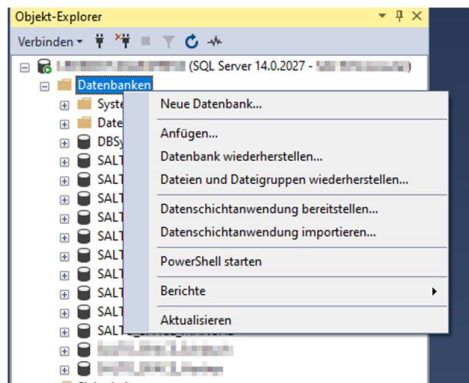 Objekt-Explorer
Verbinden
(SQL Server 14.0.2027 -
Datenbanken
Syste
Date
DBSy
SALT
SALT
SALT
SALT
SALT
SALT
SALT
SALT
SALT
SALT
Neue Datenbank...
Anfügen...
Datenbank wiederherstellen...
Dateien und Dateigruppen wiederherstellen...
Datenschichtanwendung bereitstellen...
Datenschichtanwendung importieren...
PowerShell starten
Berichte
Aktualisieren